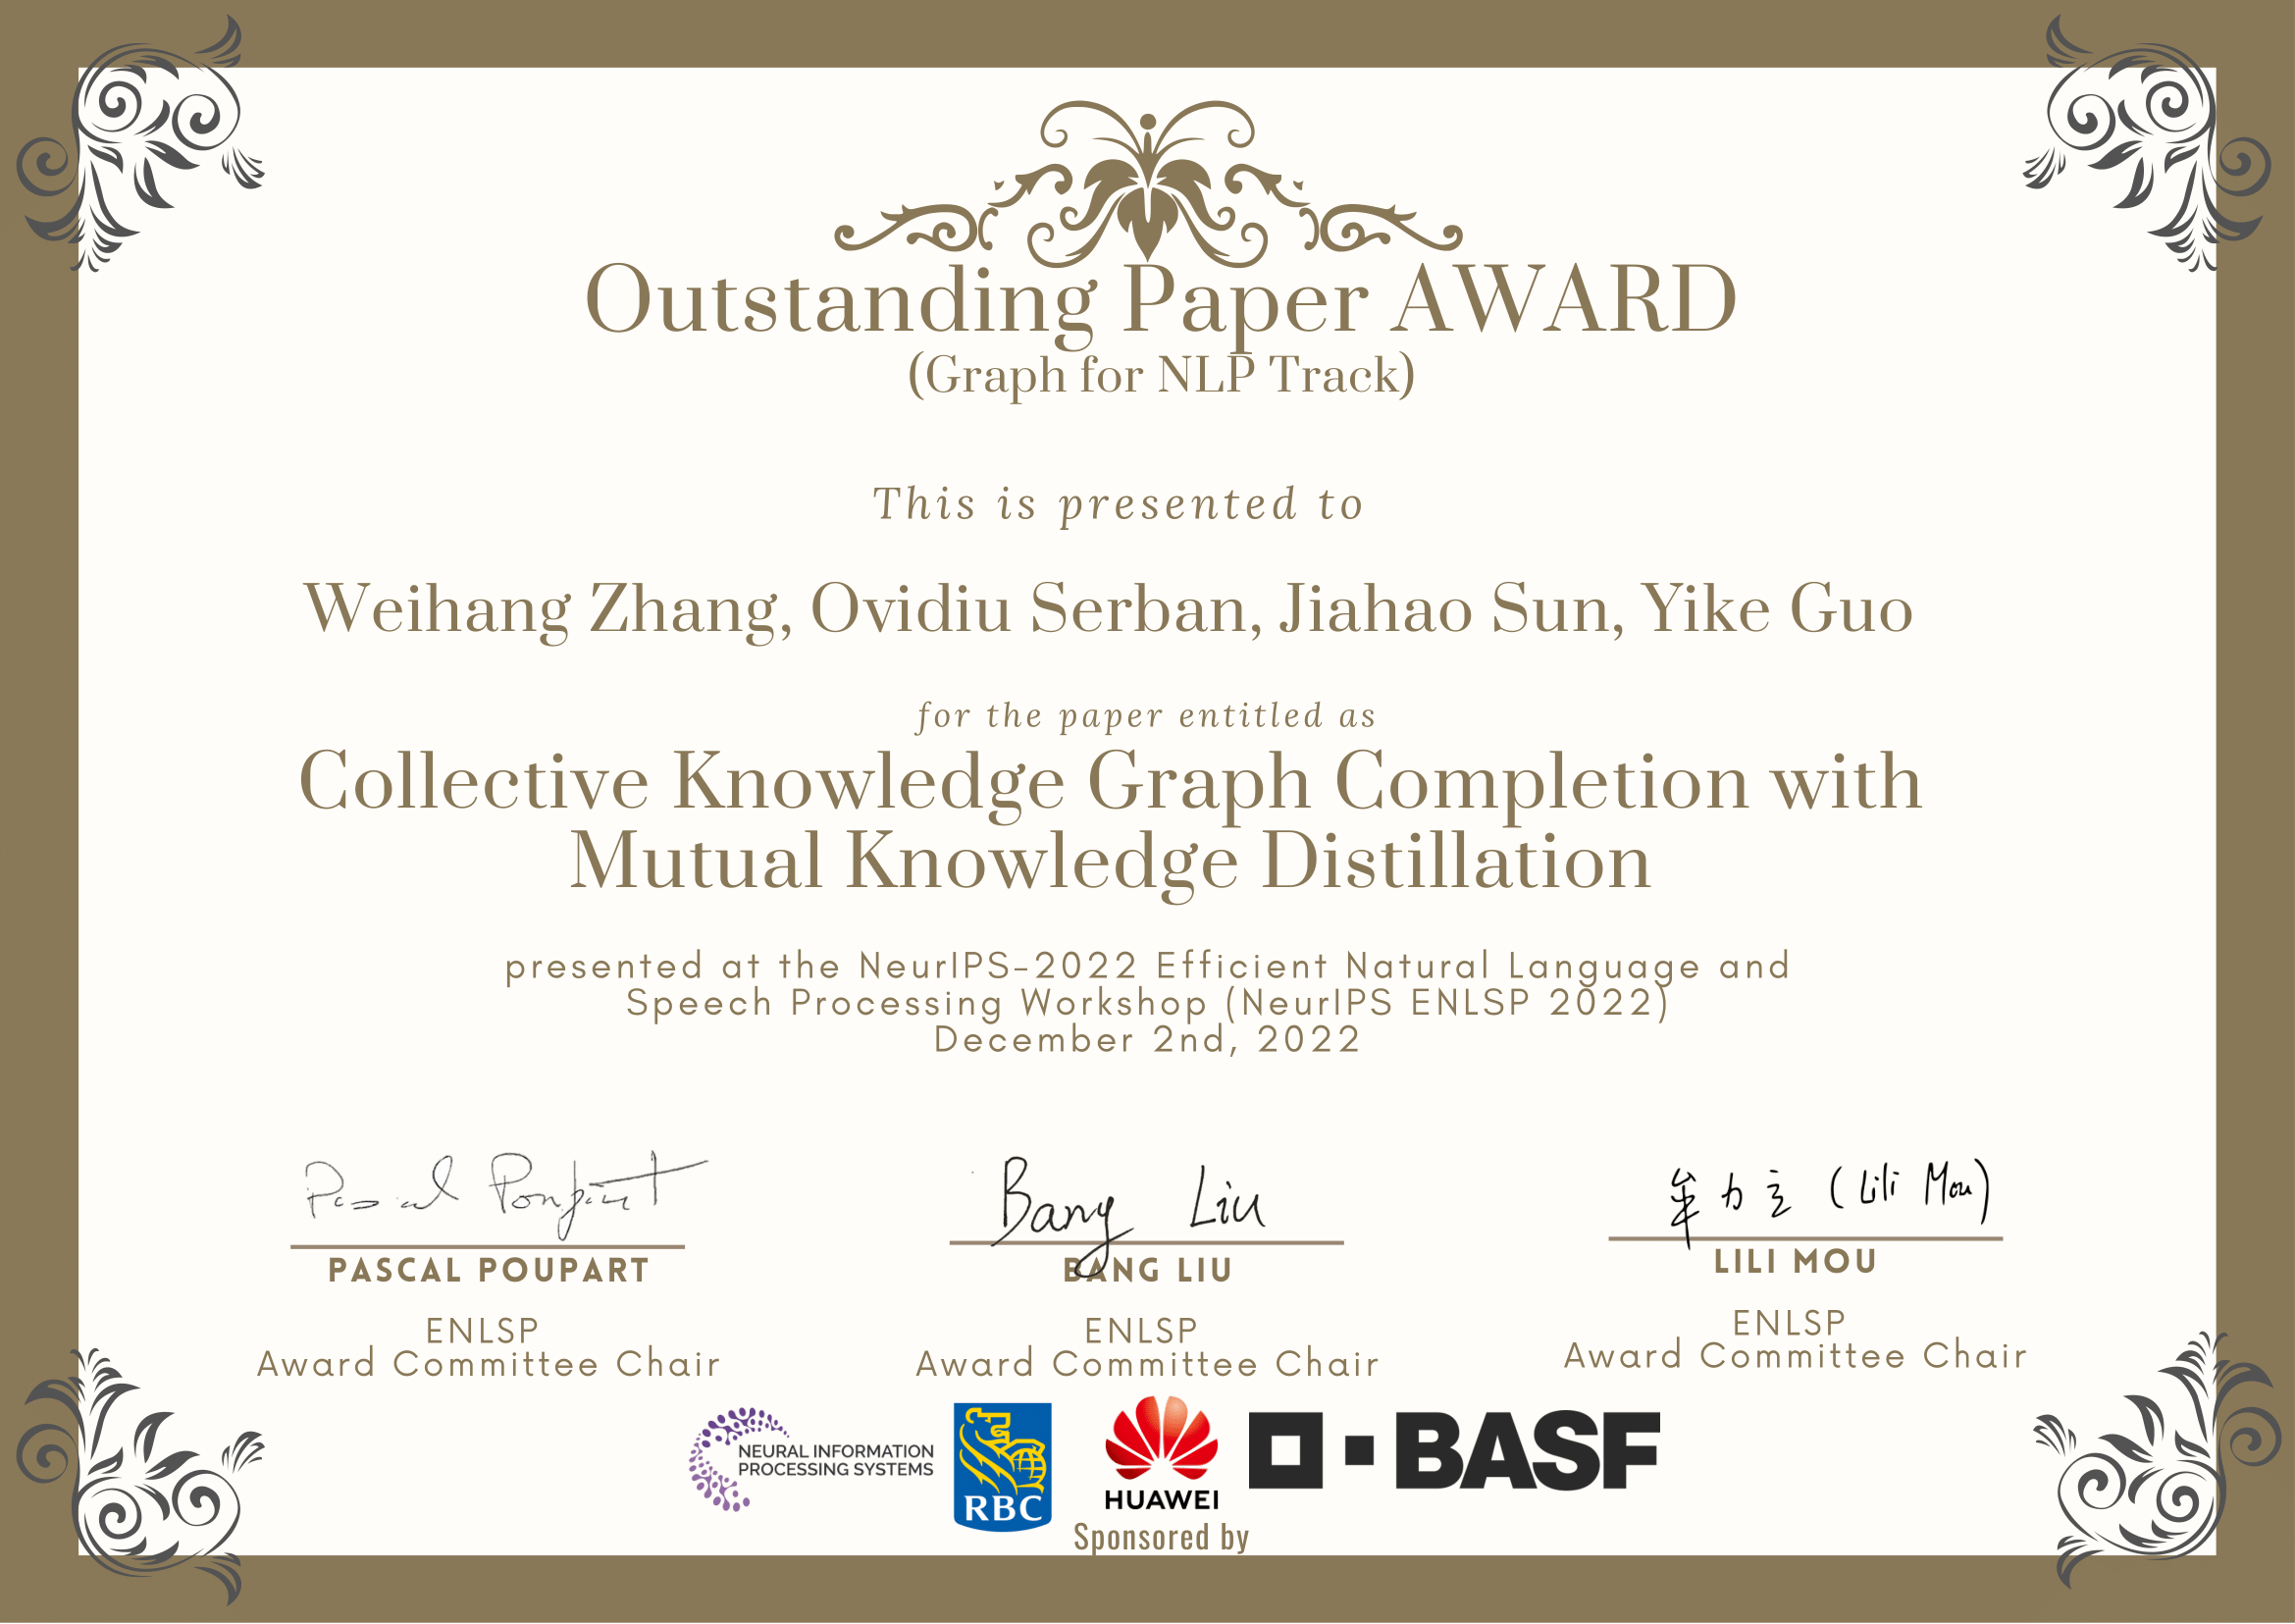 Outstanding Paper AWARD
(Graph for NLP Track)
This is presented to
Weihang Zhang, Ovidiu Serban, Jiahao Sun, Yike Guo
for the paper entitled as
Collective Knowledge Graph Completion with
Mutual Knowledge Distillation
presented at the NeurIPS-2022 Efficient Natural Language and
Speech Processing Workshop (NeurIPS ENLSP 2022)
December 2nd, 2022
Pascal Poupart
PASCAL POUPART
ENLSP
Award Committee Chair
Bang Liu
BANG LIU
ENLSP
Award Committee Chair
牟力立 (Lili Mou)
LILI MOU
ENLSP
Award Committee Chair
NEURAL INFORMATION
PROCESSING SYSTEMS
RBC
HUAWEI
BASF
Sponsored by